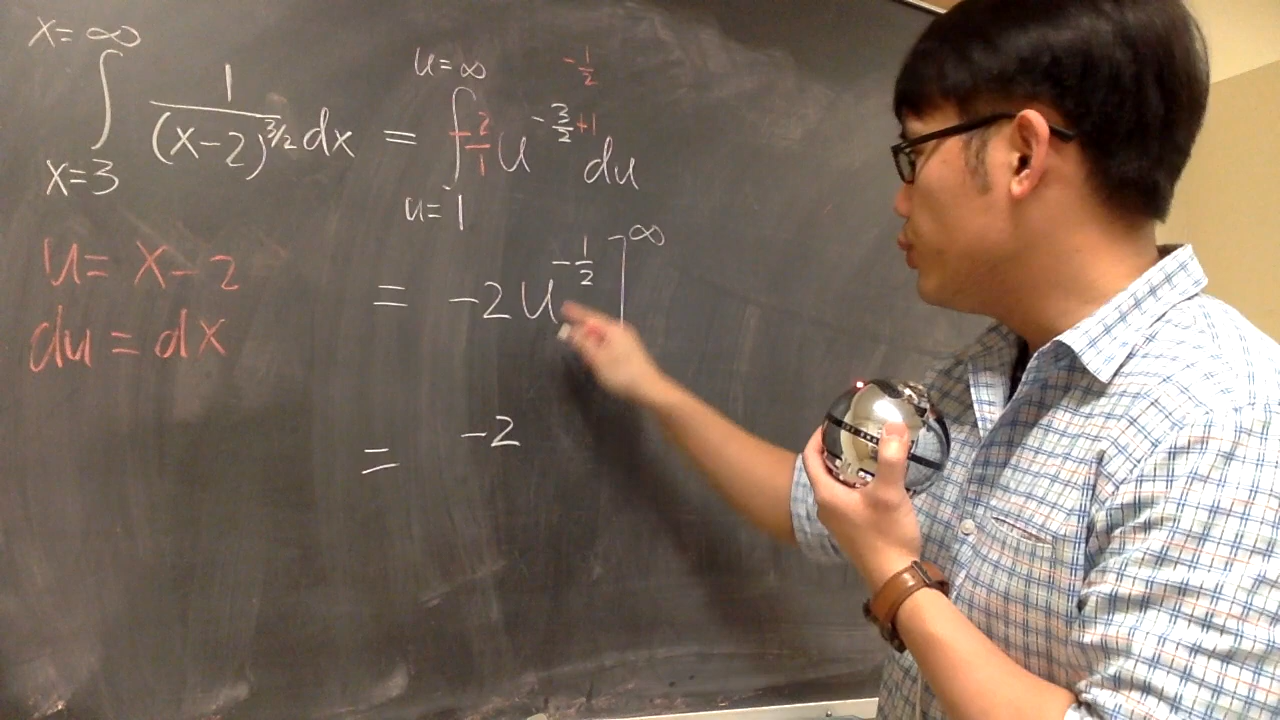 x=∞
∫ 1/(x-2)^3/2 dx = ∫ -2/1 u^-3/2+1 du
x=3
u=∞
-1/2
u=1
u= x-2
du = dx
= -2u^-1/2 ]^∞
= -2